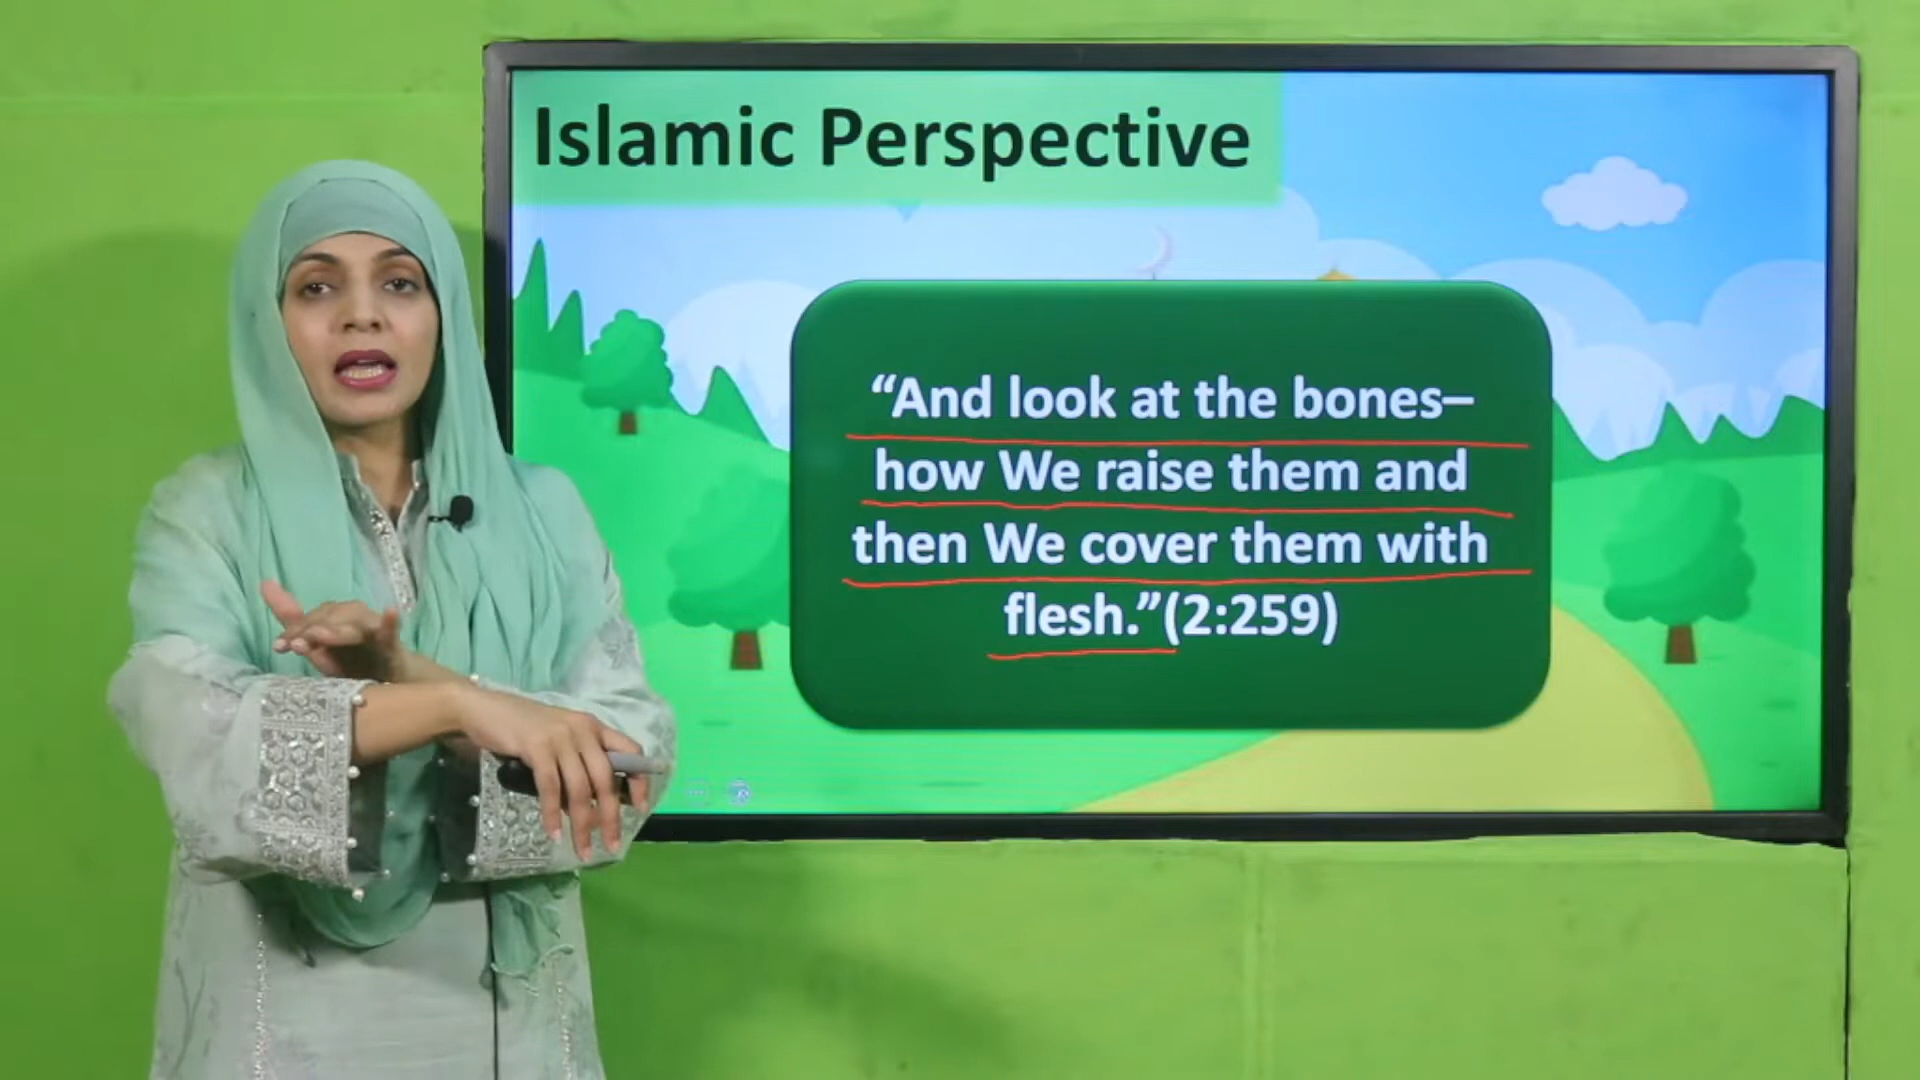 Islamic Perspective
“And look at the bones–
how We raise them and
then We cover them with
flesh.”(2:259)